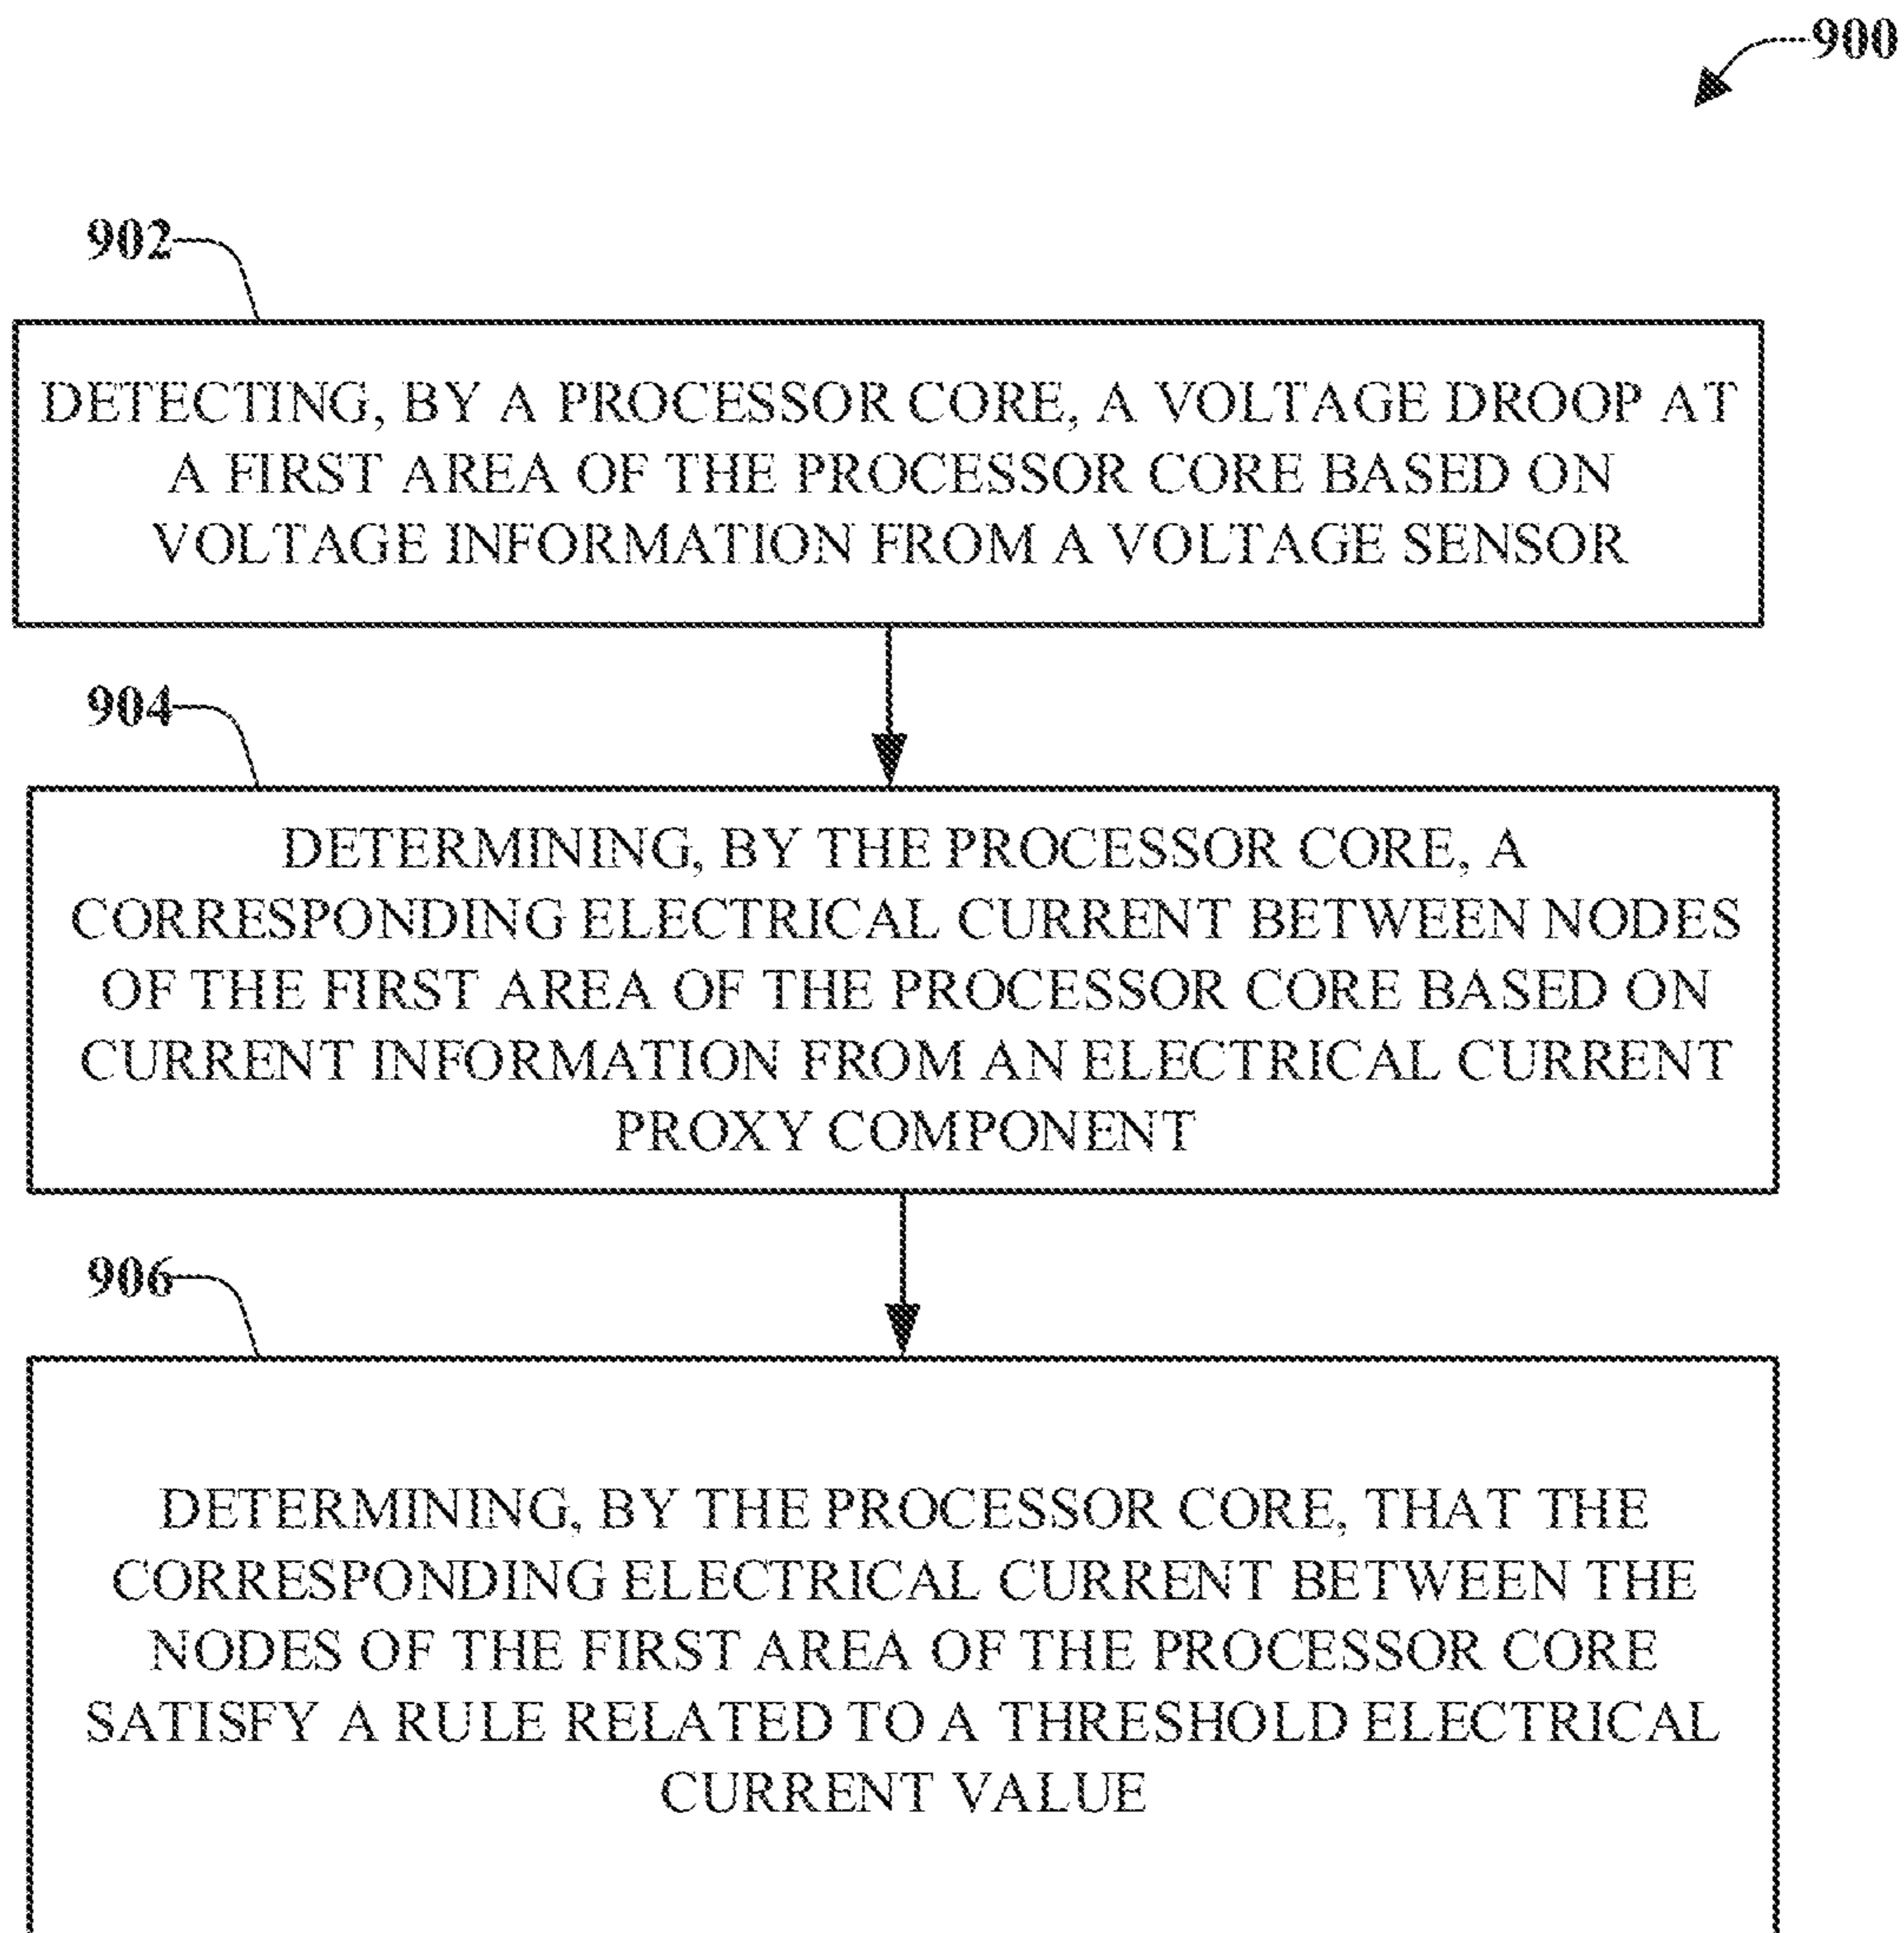 900
902
DETECTING, BY A PROCESSOR CORE, A VOLTAGE DROOP AT
A FIRST AREA OF THE PROCESSOR CORE BASED ON
VOLTAGE INFORMATION FROM A VOLTAGE SENSOR
904
DETERMINING, BY THE PROCESSOR CORE, A
CORRESPONDING ELECTRICAL CURRENT BETWEEN NODES
OF THE FIRST AREA OF THE PROCESSOR CORE BASED ON
CURRENT INFORMATION FROM AN ELECTRICAL CURRENT
PROXY COMPONENT
906
DETERMINING, BY THE PROCESSOR CORE, THAT THE
CORRESPONDING ELECTRICAL CURRENT BETWEEN THE
NODES OF THE FIRST AREA OF THE PROCESSOR CORE
SATISFY A RULE RELATED TO A THRESHOLD ELECTRICAL
CURRENT VALUE